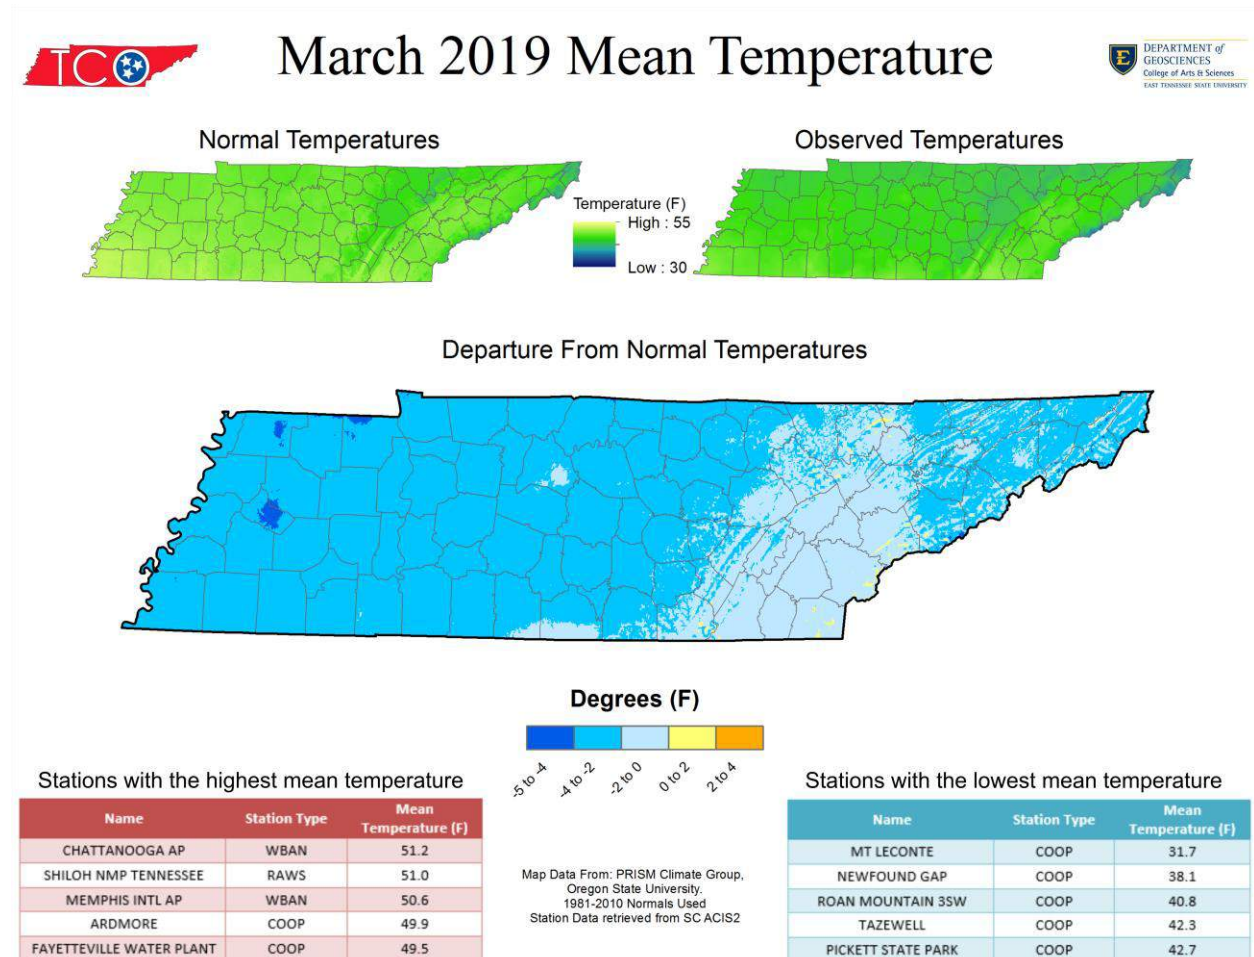 TCO
March 2019 Mean Temperature
E
DEPARTMENT of
GEOSCIENCES
College of Arts & Sciences
EAST TENNESSEE STATE UNIVERSITY
Normal Temperatures
Observed Temperatures
Temperature (F)
High : 55
Low : 30
Departure From Normal Temperatures
Degrees (F)
-5 to -4
-4 to -2
-2 to 0
0 to 2
2 to 4
Stations with the highest mean temperature
Name Station Type Mean
Temperature (F)
CHATTANOOGA AP WBAN 51.2
SHILOH NMP TENNESSEE RAWS 51.0
MEMPHIS INTL AP WBAN 50.6
ARDMORE COOP 49.9
FAYETTEVILLE WATER PLANT COOP 49.5
Map Data From: PRISM Climate Group,
Oregon State University.
1981-2010 Normals Used
Station Data retrieved from SC ACIS2
Stations with the lowest mean temperature
Name Station Type Mean
Temperature (F)
MT LECONTE COOP 31.7
NEWFOUND GAP COOP 38.1
ROAN MOUNTAIN 3SW COOP 40.8
TAZEWELL COOP 42.3
PICKETT STATE PARK COOP 42.7